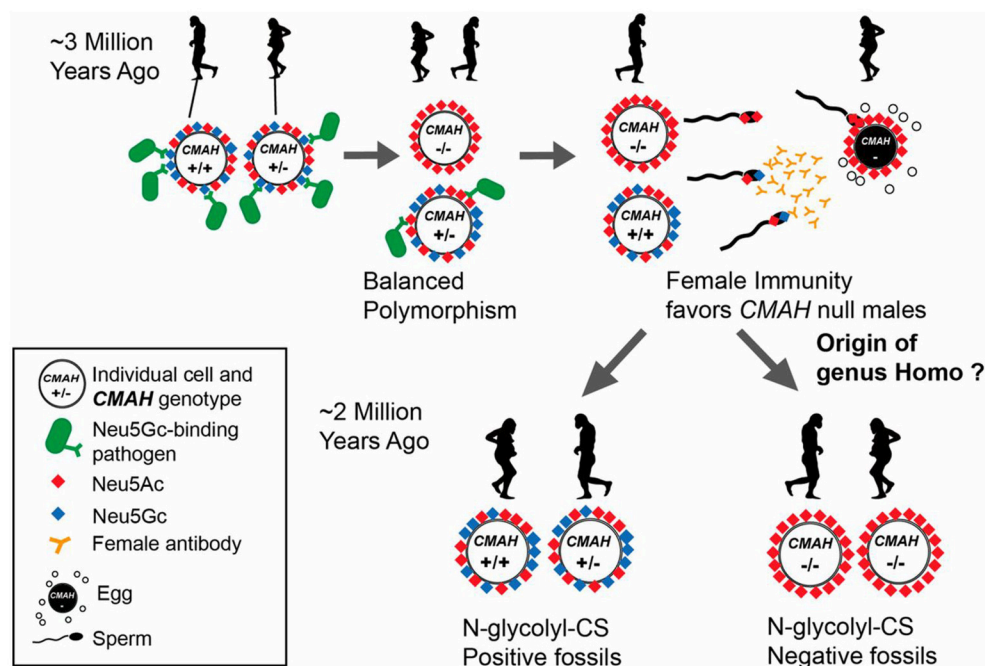 ~3 Million
Years Ago
CMAH
+/+
CMAH
+/-
CMAH
-/-
CMAH
+/-
Balanced
Polymorphism
CMAH
-/-
CMAH
+/+
CMAH
-
Female Immunity
favors CMAH null males
Origin of
genus Homo ?
CMAH
+/-
Individual cell and
CMAH genotype
Neu5Gc-binding
pathogen
Neu5Ac
Neu5Gc
Female antibody
CMAH
-
Egg
Sperm
~2 Million
Years Ago
CMAH
+/+
CMAH
+/-
N-glycolyl-CS
Positive fossils
CMAH
-/-
CMAH
-/-
N-glycolyl-CS
Negative fossils